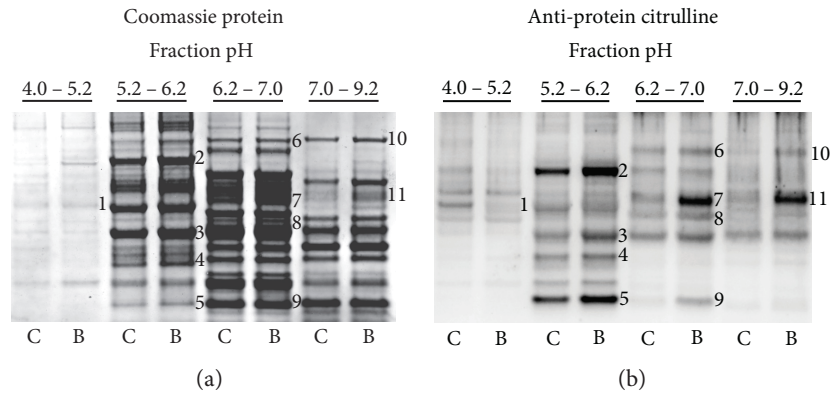 Coomassie protein
Fraction pH
4.0 – 5.2 5.2 – 6.2 6.2 – 7.0 7.0 – 9.2
6 10
2
1 7 11
8
3
4
5 9
C B C B C B C B
(a)
Anti-protein citrulline
Fraction pH
4.0 – 5.2 5.2 – 6.2 6.2 – 7.0 7.0 – 9.2
6 10
2
1 7 11
8
3
4
5 9
C B C B C B C B
(b)